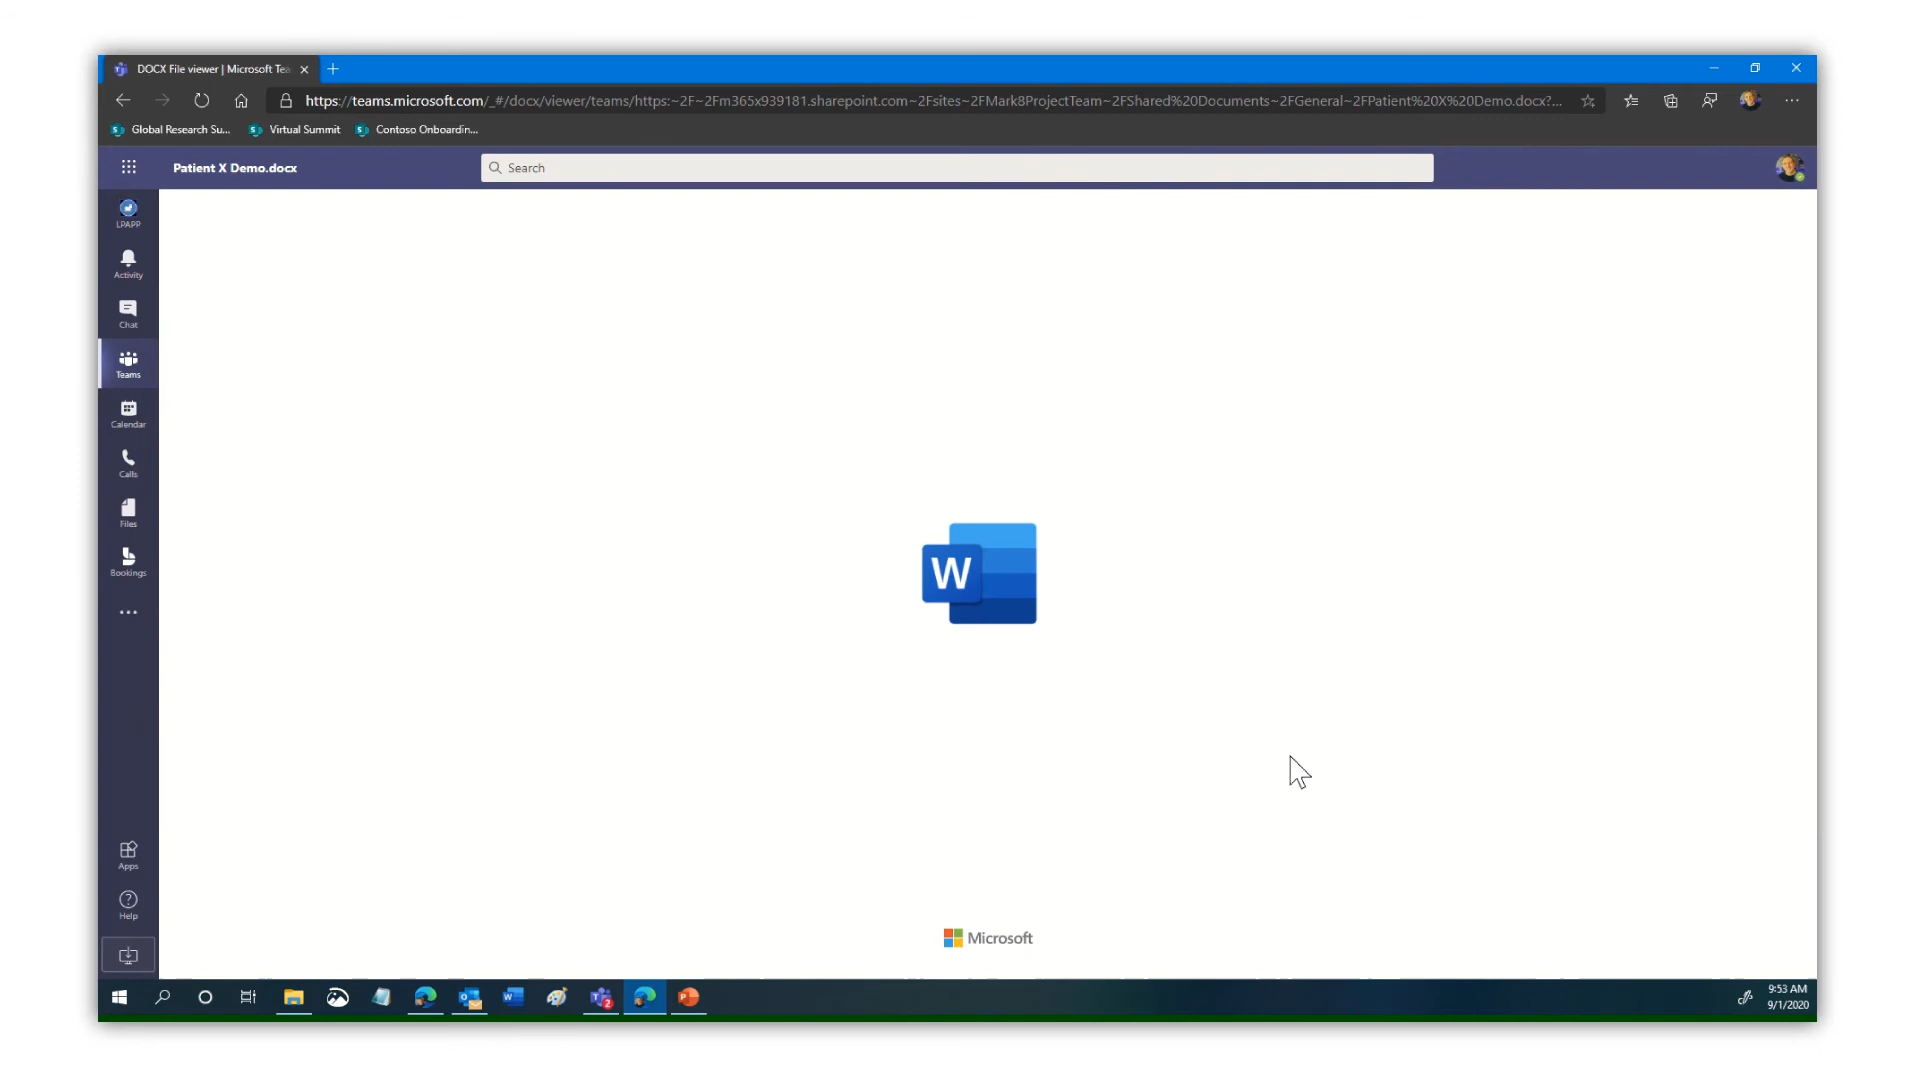 DOCX File viewer | Microsoft Tea
https://teams.microsoft.com/_#/docx/viewer/teams/https:~2F~2Fm365x939181.sharepoint.com~2Fsites~2FMark8ProjectTeam~2FShared%20Documents~2FGeneral~2FPatient%20X%20Demo.docx?...
Global Research Su... Virtual Summit Contoso Onboardin...
Patient X Demo.docx Search
LPAPP
Activity
Chat
Teams
Calendar
Calls
Files
Bookings
W
Apps
Help
Microsoft
9:53 AM
9/1/2020